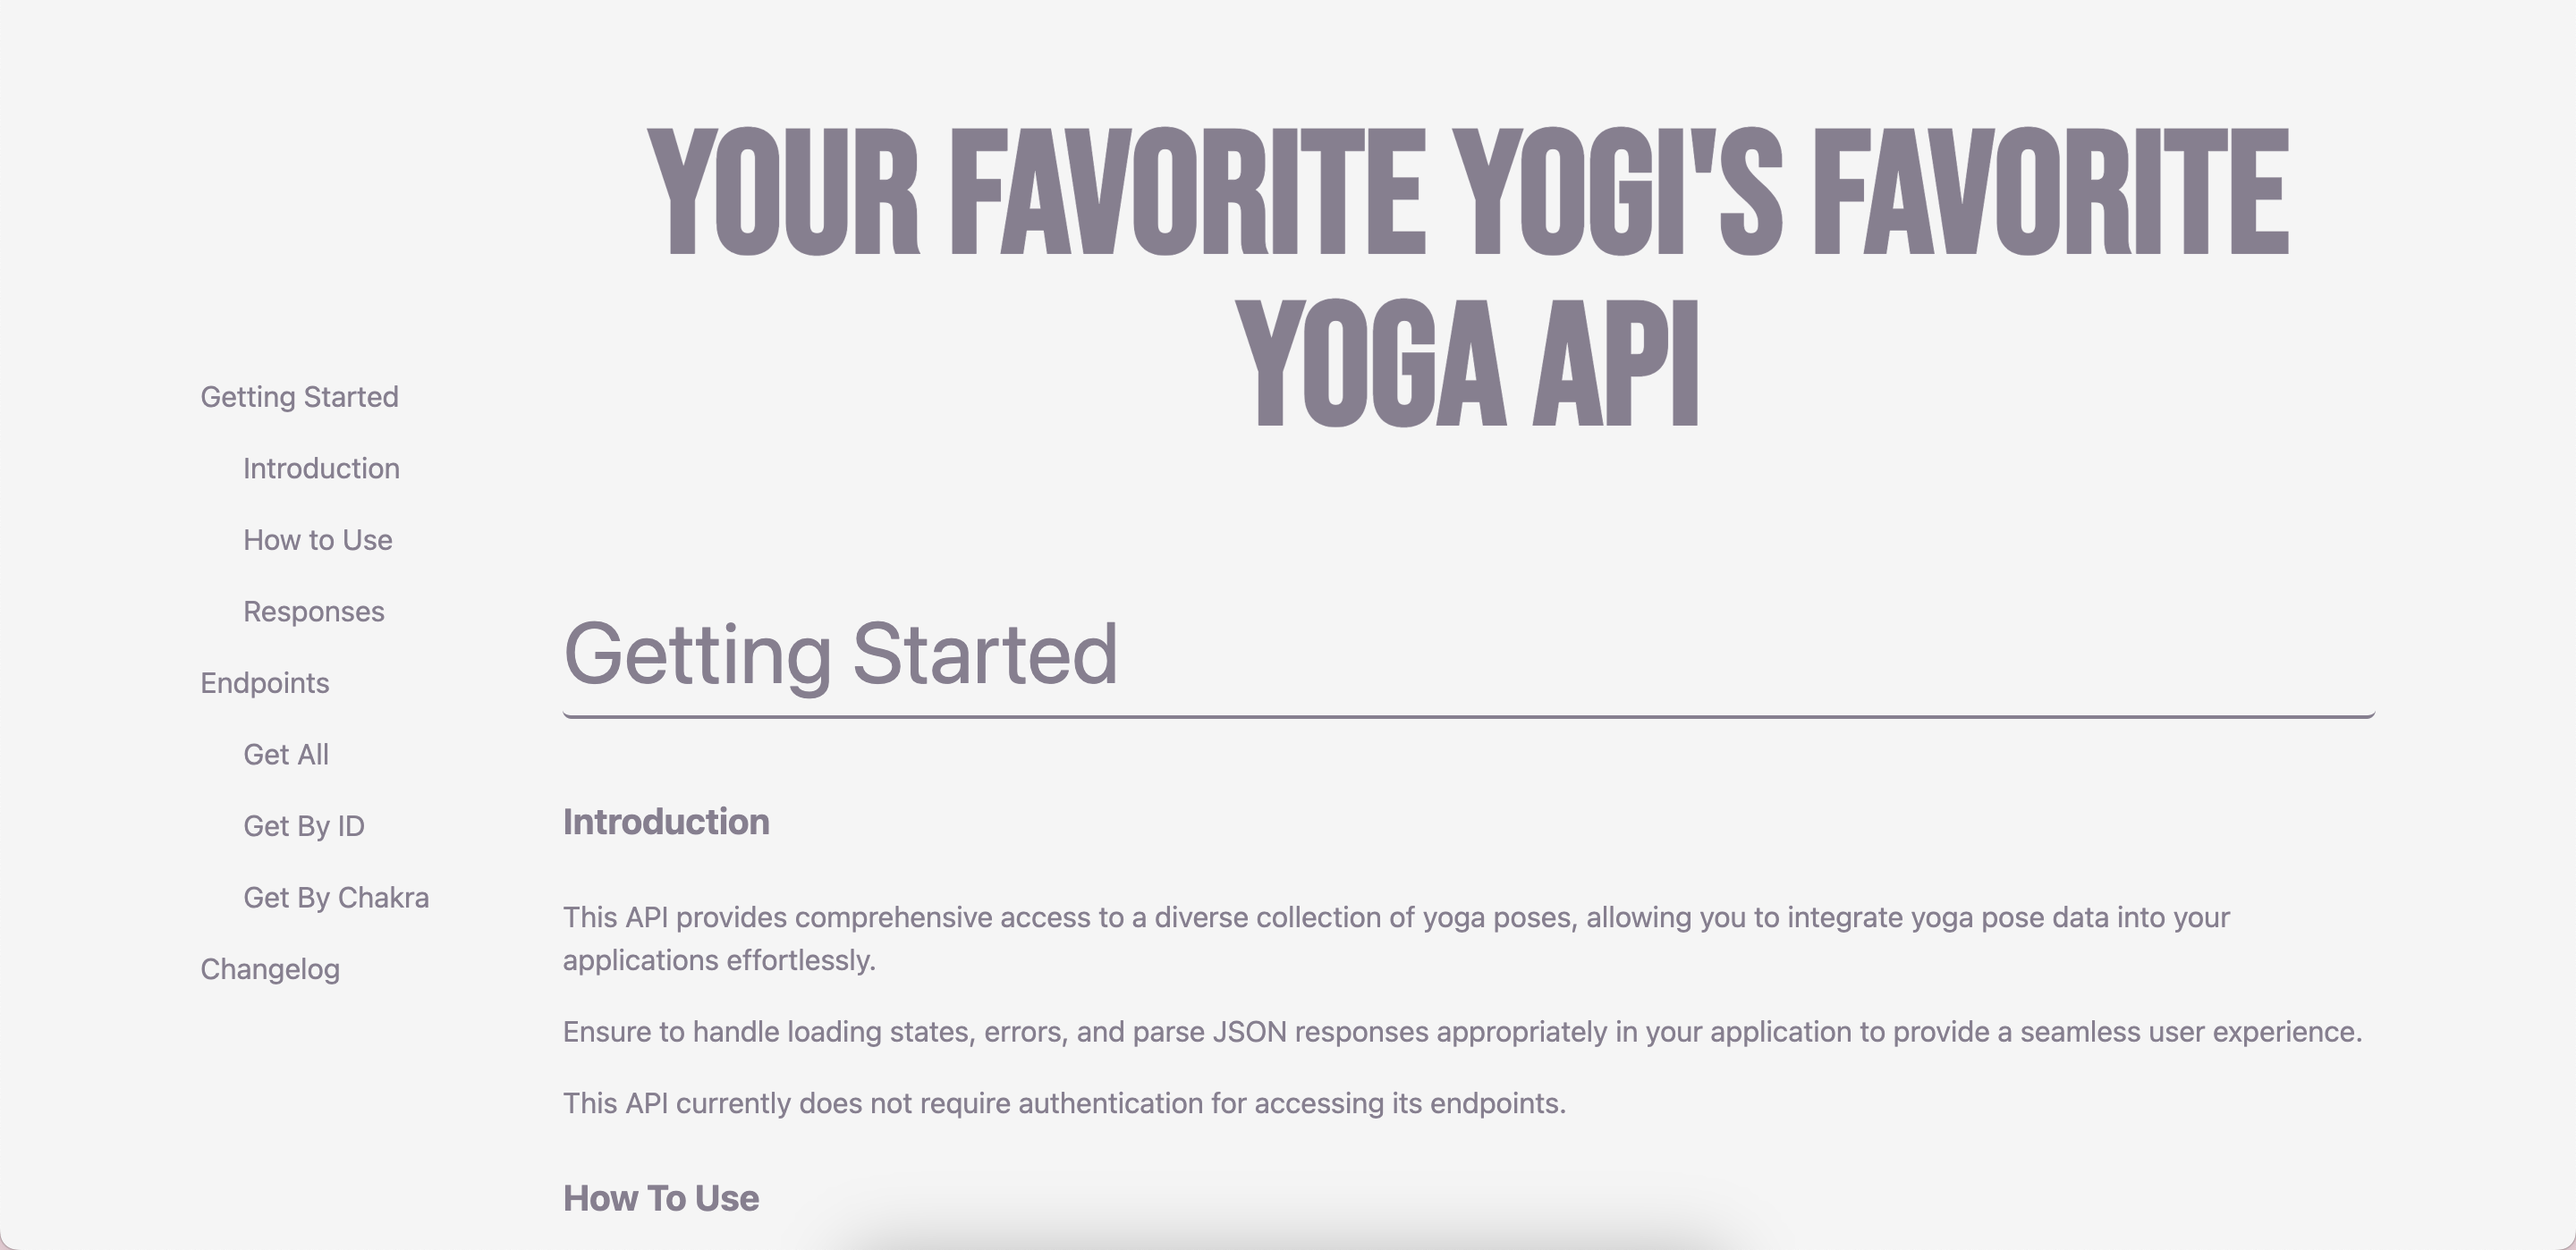 YOUR FAVORITE YOGI'S FAVORITE
YOGA API
Getting Started
Introduction
How to Use
Responses
Endpoints
Get All
Get By ID
Get By Chakra
Changelog
Getting Started
Introduction
This API provides comprehensive access to a diverse collection of yoga poses, allowing you to integrate yoga pose data into your
applications effortlessly.
Ensure to handle loading states, errors, and parse JSON responses appropriately in your application to provide a seamless user experience.
This API currently does not require authentication for accessing its endpoints.
How To Use